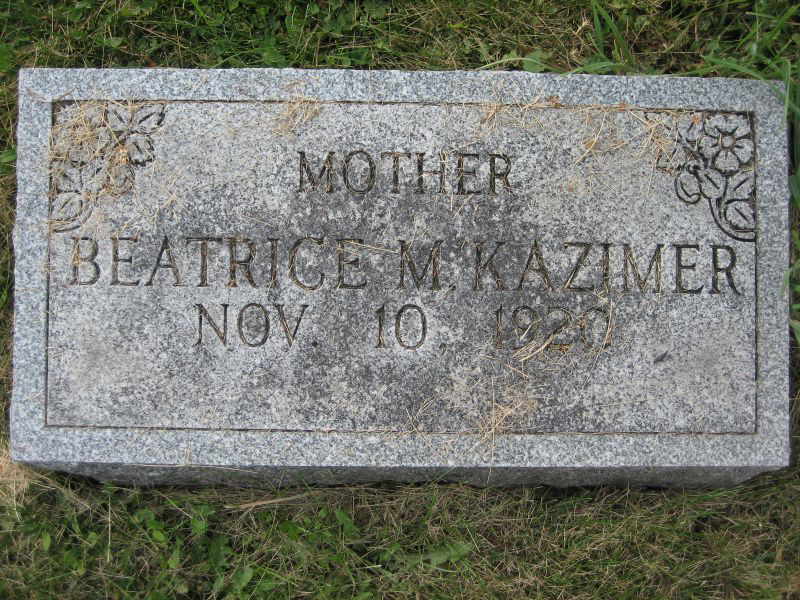 MOTHER
BEATRICE M. KAZIMER
NOV. 10, 1920